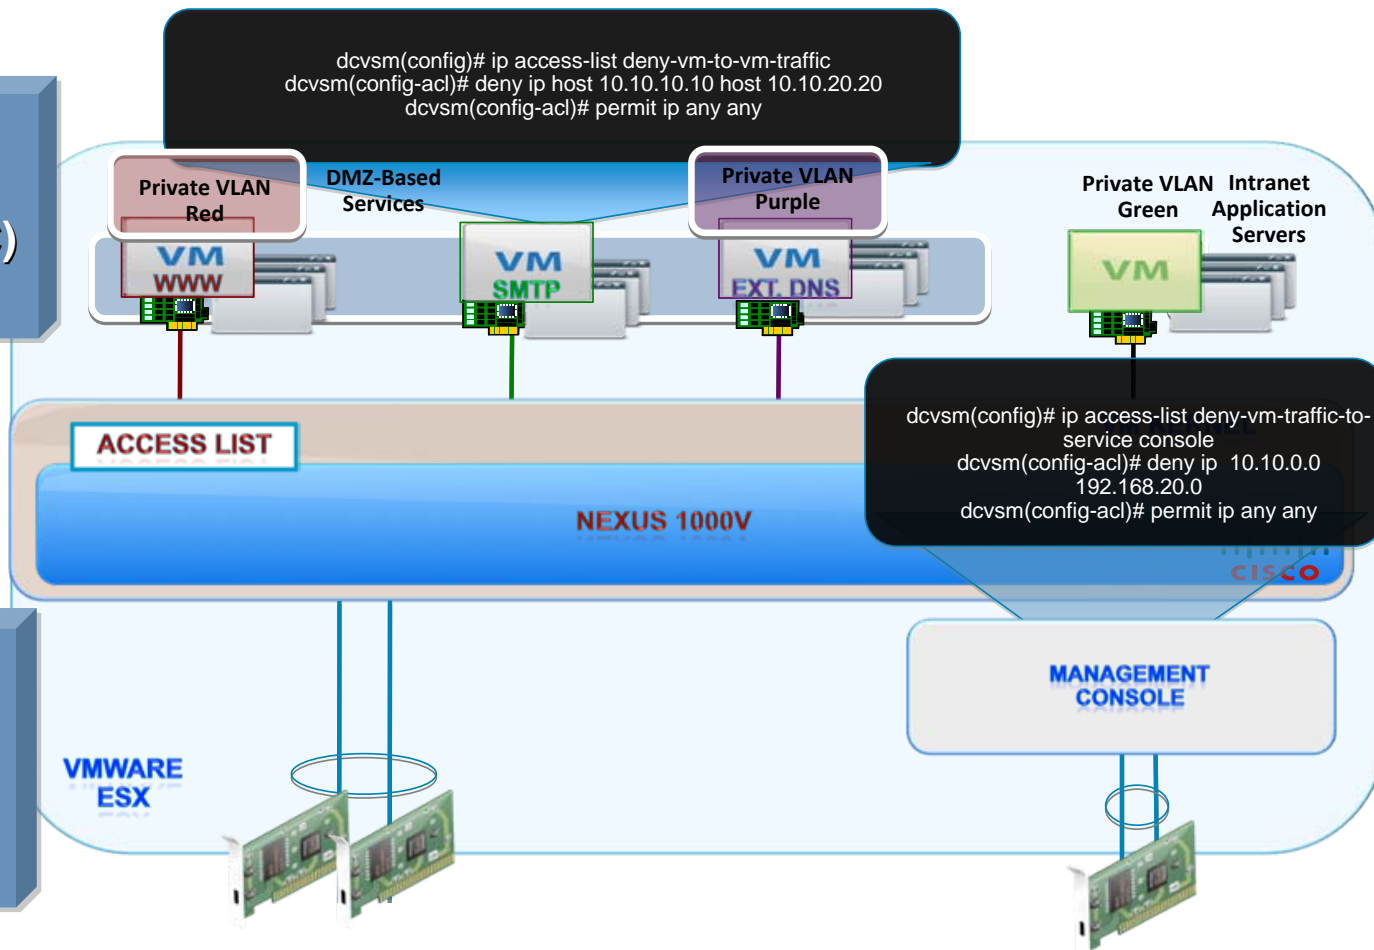 dcvsm(config)# ip access-list deny-vm-to-vm-traffic
dcvsm(config-acl)# deny ip host 10.10.10.10 host 10.10.20.20
dcvsm(config-acl)# permit ip any any
)
Private VLAN
Red
DMZ-Based
Services
Private VLAN
Purple
Private VLAN
Green
Intranet
Application
Servers
VM
WWW
VM
SMTP
VM
EXT. DNS
VM
dcvsm(config)# ip access-list deny-vm-traffic-to-
service console
dcvsm(config-acl)# deny ip  10.10.0.0
192.168.20.0
dcvsm(config-acl)# permit ip any any
ACCESS LIST
NEXUS 1000V
CISCO
MANAGEMENT
CONSOLE
VMWARE
ESX